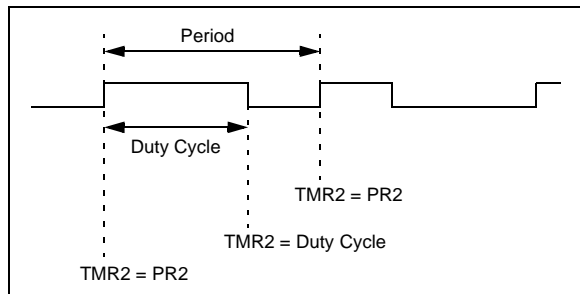 Period
Duty Cycle
TMR2 = PR2
TMR2 = Duty Cycle
TMR2 = PR2